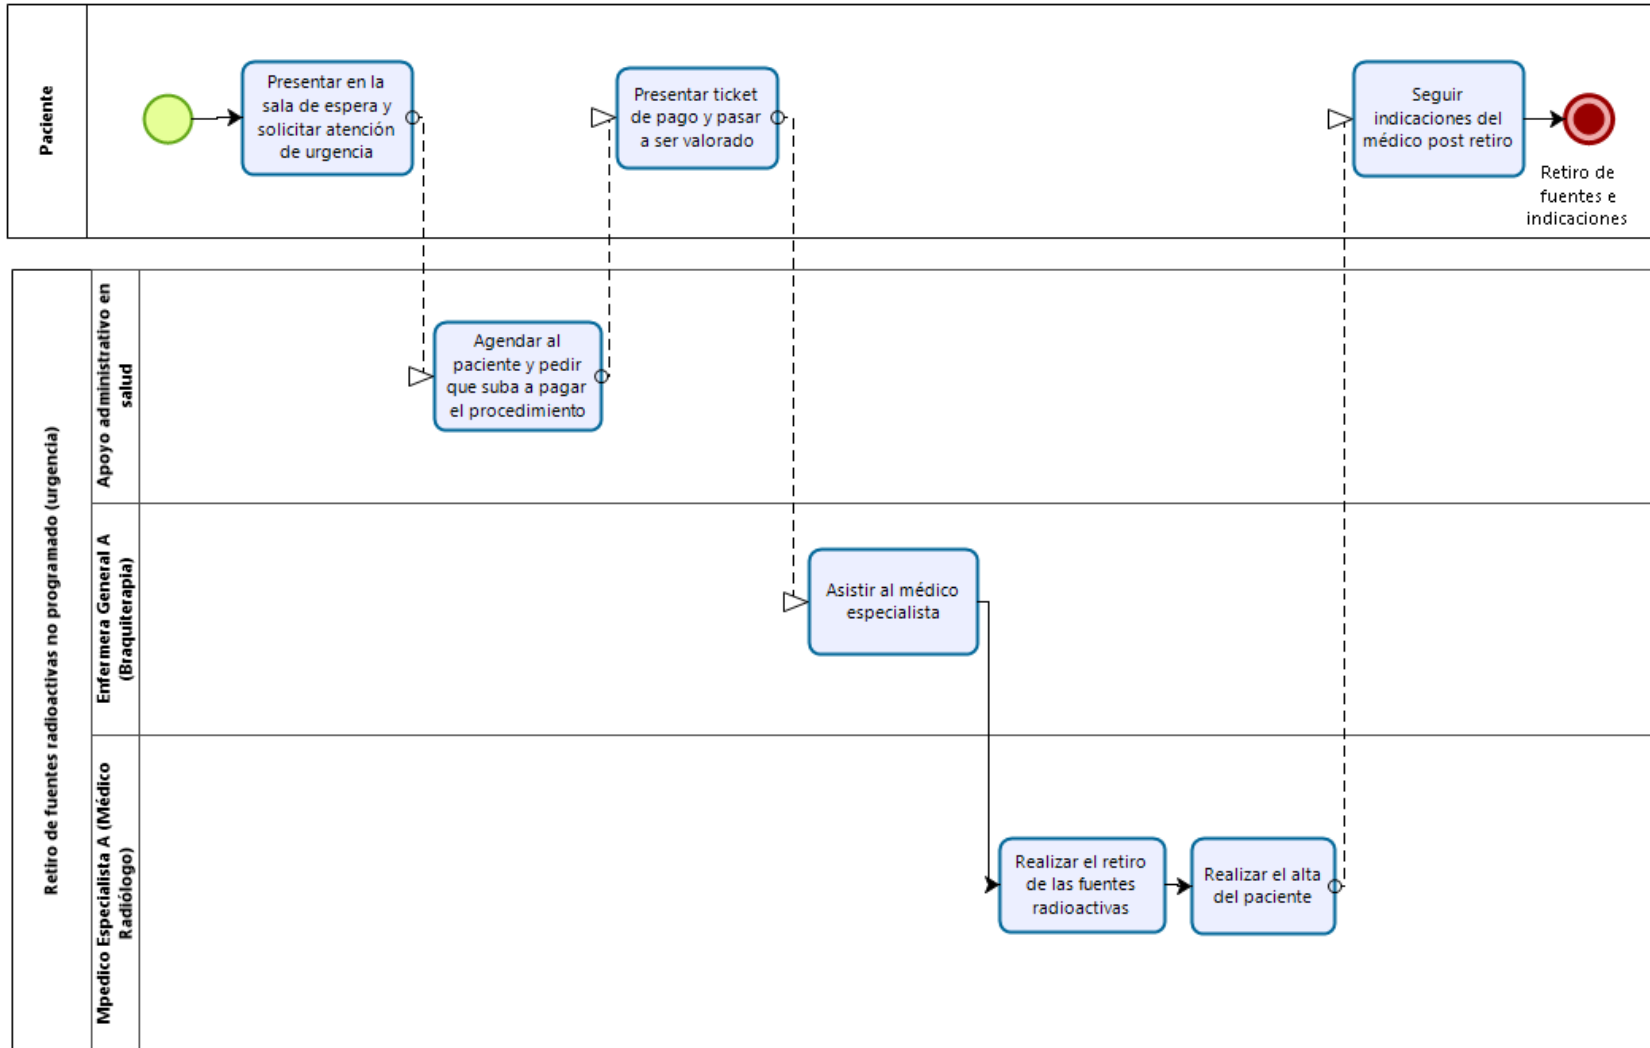 Paciente
Presentar en la
sala de espera y
solicitar atención
de urgencia
Presentar ticket
de pago y pasar
a ser valorado
Seguir
indicaciones del
médico post retiro
Retiro de
fuentes e
indicaciones
Retiro de fuentes radioactivas no programado (urgencia)
Apoyo administrativo en
salud
Agendar al
paciente y pedir
que suba a pagar
el procedimiento
Enfermera General A
(Braquiterapia)
Asistir al médico
especialista
Mpedico Especialista A (Médico
Radiólogo)
Realizar el retiro
de las fuentes
radioactivas
Realizar el alta
del paciente